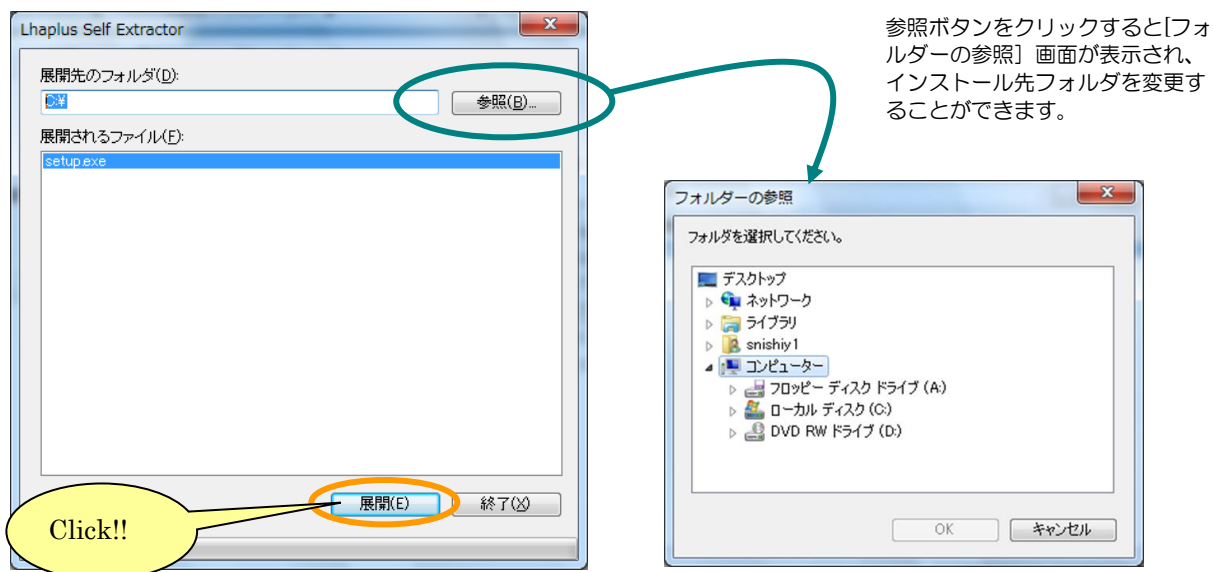 Lhaplus Self Extractor
展開先のフォルダ(D):
C:¥
参照(B)...
展開されるファイル(F):
setup.exe
展開(E)
終了(X)
Click!!
参照ボタンをクリックすると[フォ
ルダーの参照］画面が表示され、
インストール先フォルダを変更す
ることができます。
フォルダーの参照
フォルダを選択してください。
デスクトップ
ネットワーク
ライブラリ
snishiy1
コンピューター
フロッピー ディスク ドライブ (A:)
ローカル ディスク (C:)
DVD RW ドライブ (D:)
OK
キャンセル